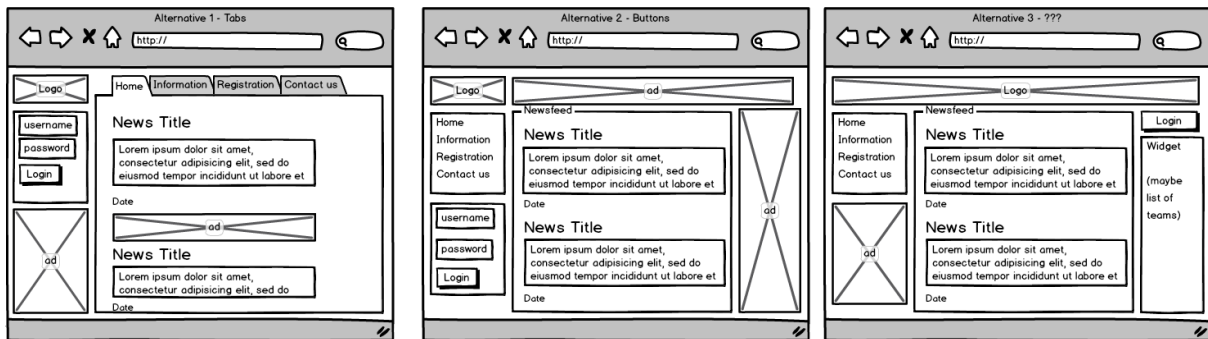 Alternative 1 - Tabs
http://
Logo
username
password
Login
ad
Home
Information
Registration
Contact us
News Title
Lorem ipsum dolor sit amet,
consectetur adipisicing elit, sed do
eiusmod tempor incididunt ut labore et
Date
ad
News Title
Lorem ipsum dolor sit amet,
consectetur adipisicing elit, sed do
Date
Alternative 2 - Buttons
http://
Logo
ad
Home
Information
Registration
Contact us
username
password
Login
Newsfeed
News Title
Lorem ipsum dolor sit amet,
consectetur adipisicing elit, sed do
eiusmod tempor incididunt ut labore et
Date
News Title
Lorem ipsum dolor sit amet,
consectetur adipisicing elit, sed do
eiusmod tempor incididunt ut labore et
Date
ad
Alternative 3 - ???
http://
Logo
Home
Information
Registration
Contact us
ad
Newsfeed
News Title
Lorem ipsum dolor sit amet,
consectetur adipisicing elit, sed do
eiusmod tempor incididunt ut labore et
Date
News Title
Lorem ipsum dolor sit amet,
consectetur adipisicing elit, sed do
eiusmod tempor incididunt ut labore et
Date
Login
Widget
(maybe
list of
teams)